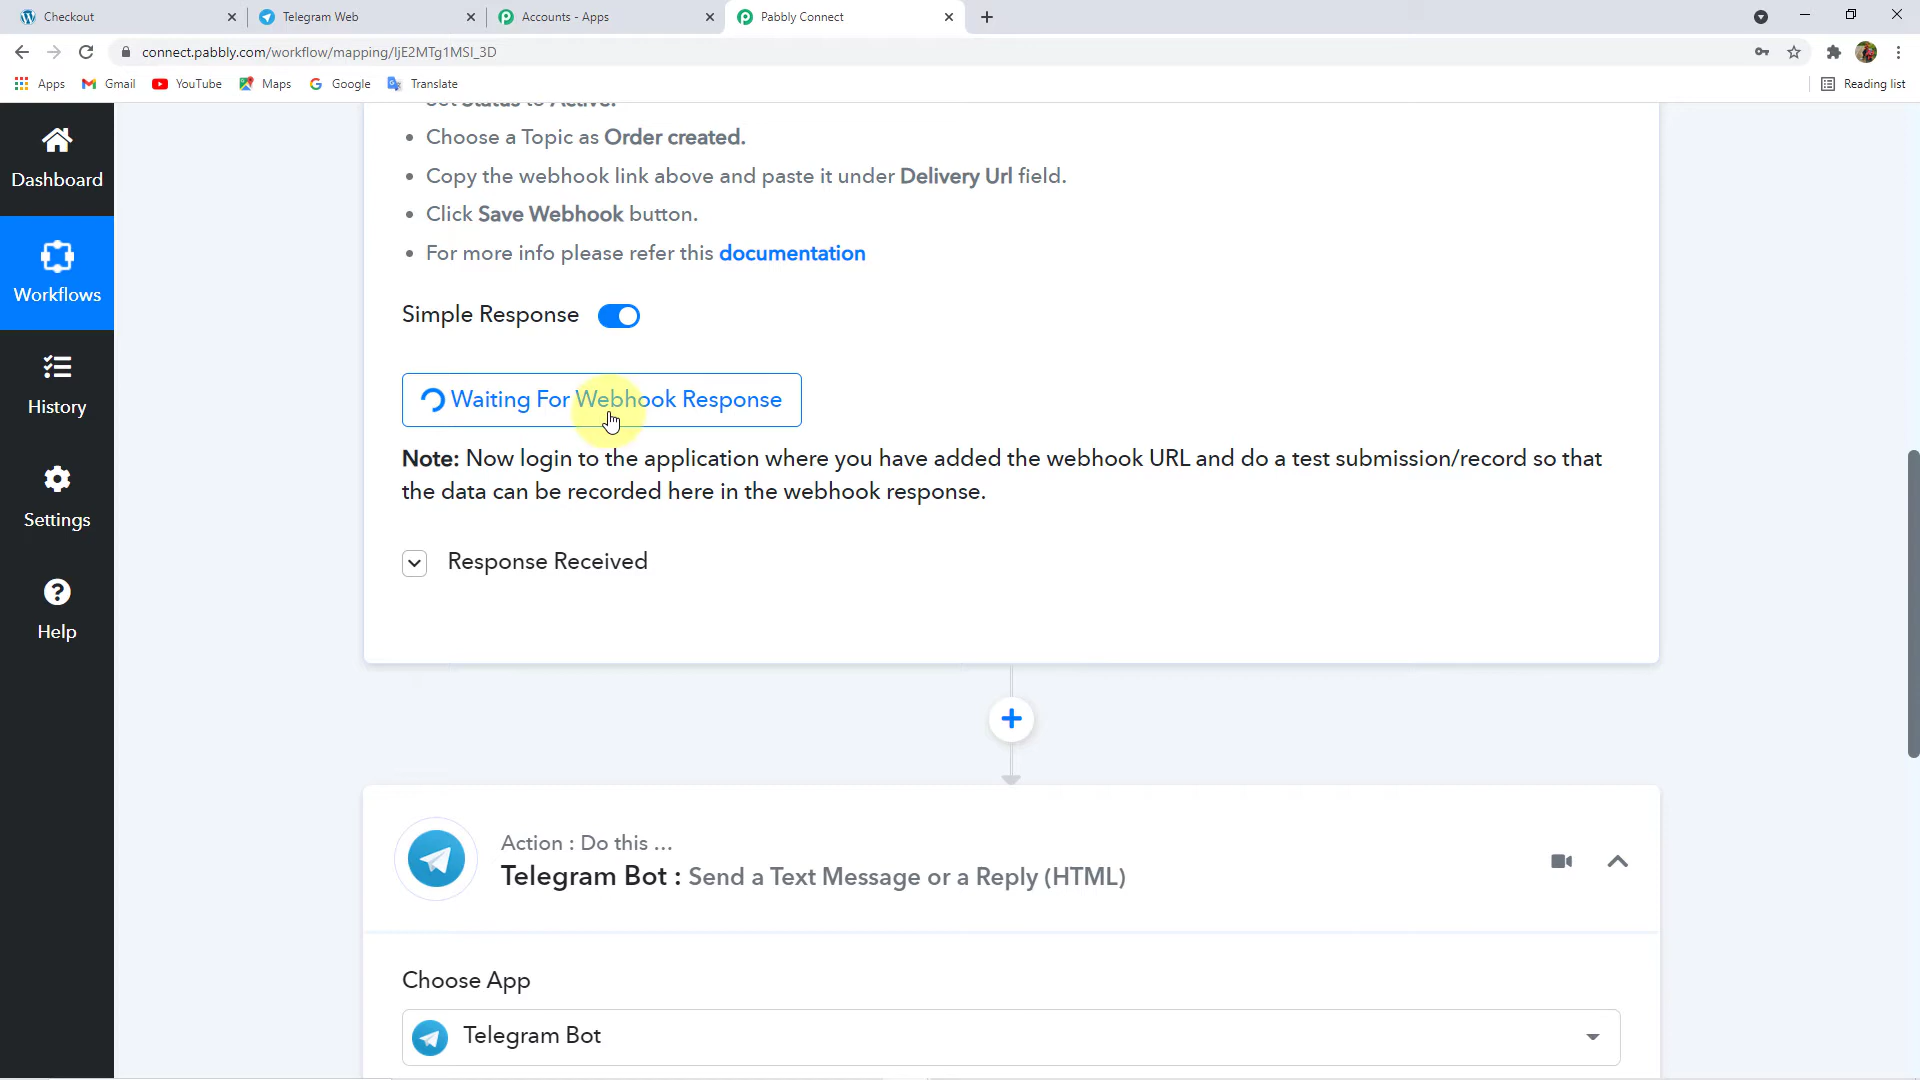 Checkout
Telegram Web
Accounts - Apps
Pabbly Connect
connect.pabbly.com/workflow/mapping/IjE2MTg1MSI_3D
Apps
Gmail
YouTube
Maps
Google
Translate
Reading list
Dashboard
Workflows
History
Settings
Help
Set Status to Active.
Choose a Topic as Order created.
Copy the webhook link above and paste it under Delivery Url field.
Click Save Webhook button.
For more info please refer this documentation
Simple Response
Waiting For Webhook Response
Note: Now login to the application where you have added the webhook URL and do a test submission/record so that
the data can be recorded here in the webhook response.
Response Received
Action : Do this ...
Telegram Bot : Send a Text Message or a Reply (HTML)
Choose App
Telegram Bot